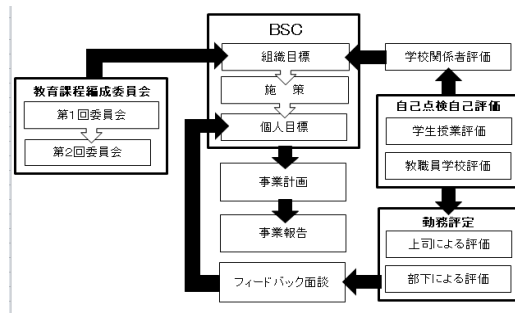 BSC
組織目標
施　策
個人目標
事業計画
事業報告
フィードバック面談
教育課程編成委員会
第1回委員会
第2回委員会
学校関係者評価
自己点検自己評価
学生授業評価
教職員学校評価
勤務評定
上司による評価
部下による評価